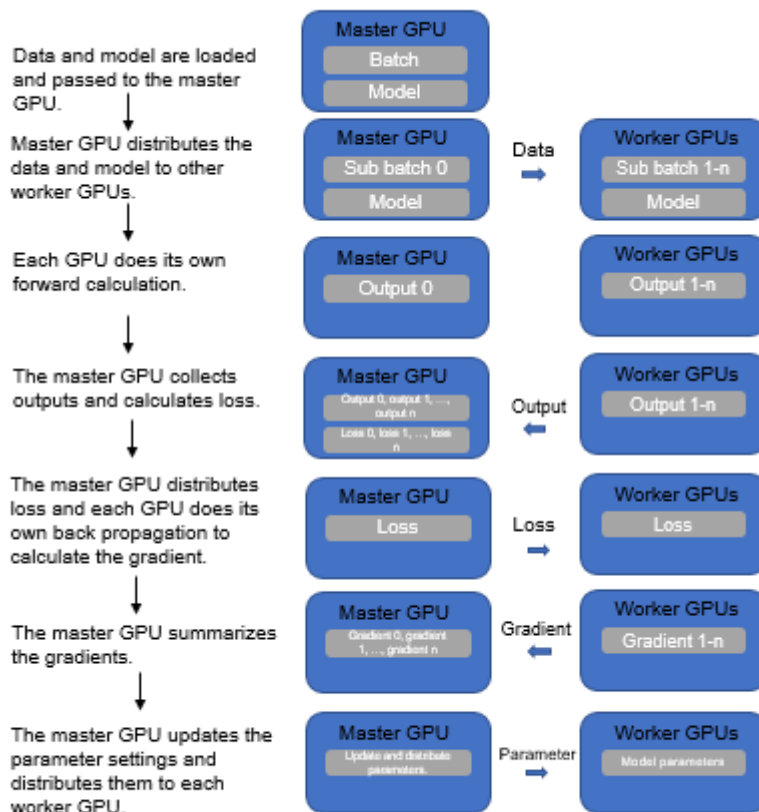 Data and model are loaded
and passed to the master
GPU.
Master GPU
Batch
Model
Master GPU distributes the
data and model to other
worker GPUs.
Master GPU
Sub batch 0
Model
Data
Worker GPUs
Sub batch 1-n
Model
Each GPU does its own
forward calculation.
Master GPU
Output 0
Worker GPUs
Output 1-n
The master GPU collects
outputs and calculates loss.
Master GPU
Output 0, output 1, ...,
output n
Loss 0, loss 1, ..., loss
n
Output
Worker GPUs
Output 1-n
The master GPU distributes
loss and each GPU does its
own back propagation to
calculate the gradient.
Master GPU
Loss
Loss
Worker GPUs
Loss
The master GPU summarizes
the gradients.
Master GPU
Gradient 0, gradient
1, ..., gradient n
Gradient
Worker GPUs
Gradient 1-n
The master GPU updates the
parameter settings and
distributes them to each
worker GPU.
Master GPU
Update and distribute
parameters.
Parameter
Worker GPUs
Model parameters